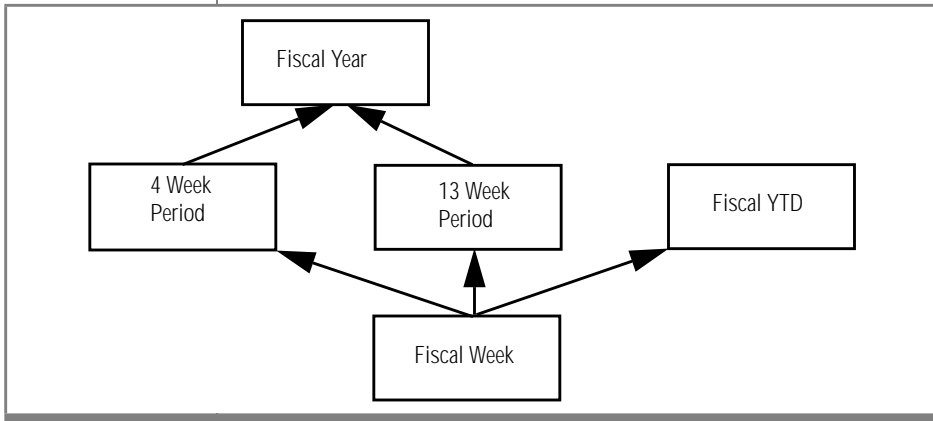 Fiscal Year
4 Week
Period
13 Week
Period
Fiscal YTD
Fiscal Week